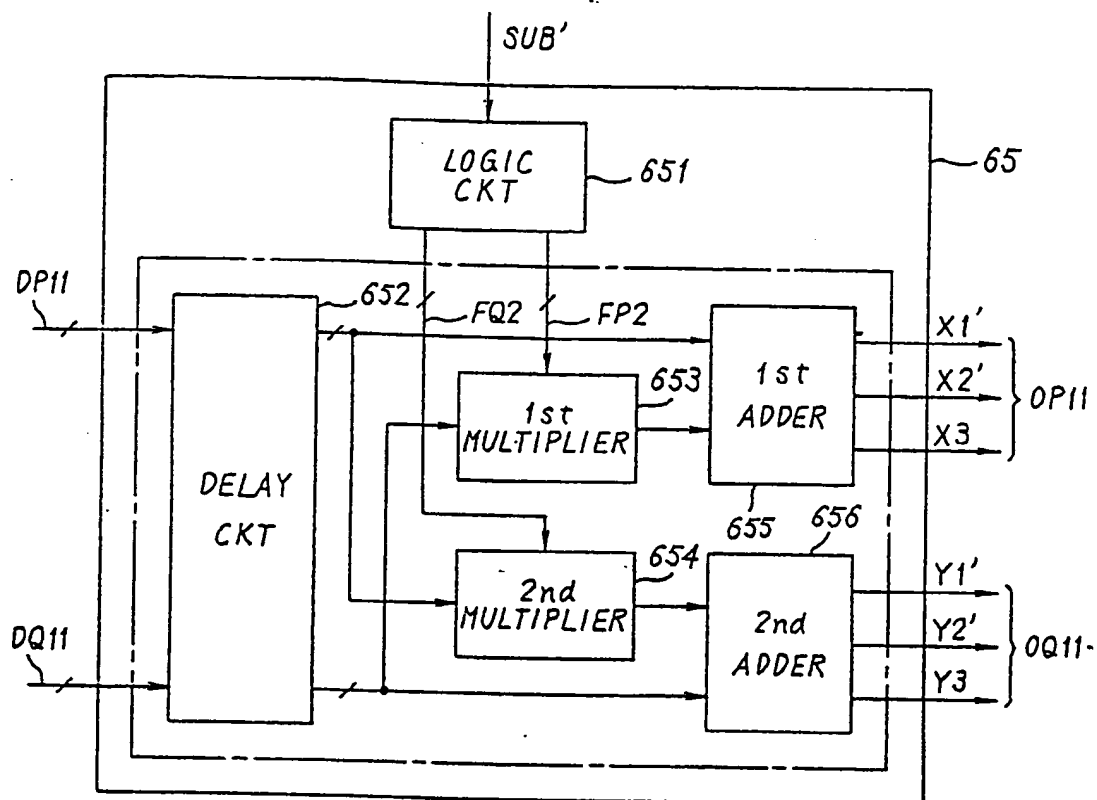 SUB'
LOGIC
CKT
651
65
DP11
652
FQ2
FP2
X1'
X2'
X3
OP11
1st
ADDER
655
653
1st
MULTIPLIER
DELAY
CKT
654
2nd
MULTIPLIER
656
2nd
ADDER
Y1'
Y2'
Y3
OQ11
DQ11